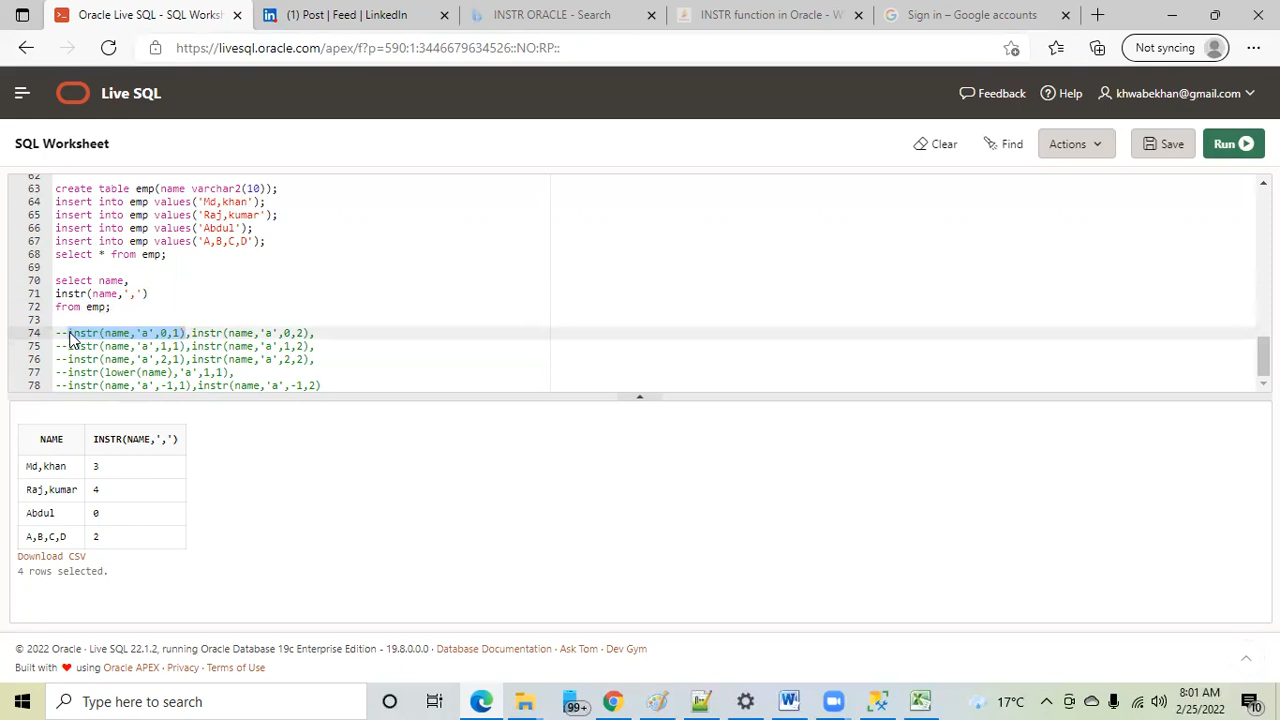 Oracle Live SQL - SQL Worksh
(1) Post | Feed | LinkedIn
INSTR ORACLE - Search
INSTR function in Oracle - W
Sign in – Google accounts
https://livesql.oracle.com/apex/f?p=590:1:3446679634526::NO:RP::
Not syncing
Live SQL
Feedback
Help
khwabekhan@gmail.com
SQL Worksheet
Clear
Find
Actions
Save
Run
62
63 create table emp(name varchar2(10));
64 insert into emp values('Md,khan');
65 insert into emp values('Raj,kumar');
66 insert into emp values('Abdul');
67 insert into emp values('A,B,C,D');
68 select * from emp;
69
70 select name,
71 instr(name,',')
72 from emp;
73
74 --instr(name,'a',0,1),instr(name,'a',0,2),
75 --instr(name,'a',1,1),instr(name,'a',1,2),
76 --instr(name,'a',2,1),instr(name,'a',2,2),
77 --instr(lower(name),'a',1,1),
78 --instr(name,'a',-1,1),instr(name,'a',-1,2)
NAME INSTR(NAME,',')
Md,khan 3
Raj,kumar 4
Abdul 0
A,B,C,D 2
Download CSV
4 rows selected.
© 2022 Oracle · Live SQL 22.1.2, running Oracle Database 19c Enterprise Edition - 19.8.0.0.0 · Database Documentation · Ask Tom · Dev Gym
Built with ❤ using Oracle APEX · Privacy · Terms of Use
Type here to search
99+
17°C
8:01 AM
2/25/2022
10